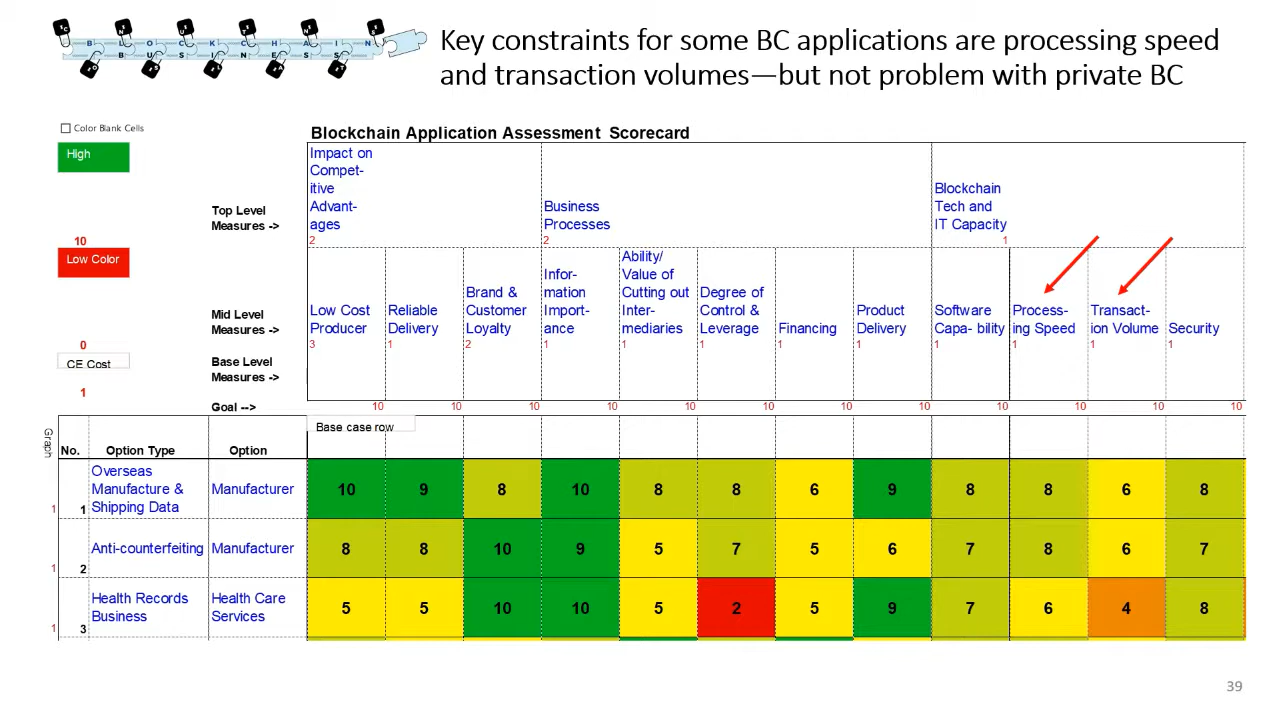 B L O C K C H A I N
B U S I N E S S
Key constraints for some BC applications are processing speed
and transaction volumes—but not problem with private BC
Color Blank Cells
High
10
Low Color
0
CE Cost
1
Blockchain Application Assessment Scorecard
Top Level
Measures ->
Impact on
Compet-
itive
Advant-
ages
2
Business
Processes
2
Blockchain
Tech and
IT Capacity
1
Mid Level
Measures ->
Low Cost
Producer
3
Reliable
Delivery
1
Brand &
Customer
Loyalty
2
Infor-
mation
Import-
ance
1
Ability/
Value of
Cutting out
Inter-
mediaries
1
Degree of
Control &
Leverage
1
Financing
1
Product
Delivery
1
Software
Capa- bility
1
Process-
ing Speed
1
Transact-
ion Volume
1
Security
1
Base Level
Measures ->
Goal -->
10 10 10 10 10 10 10 10 10 10 10 10
Base case row
Graph
No. Option Type Option
1 1 Overseas
Manufacture &
Shipping Data
Manufacturer
10 9 8 10 8 8 6 9 8 8 6 8
1 2 Anti-counterfeiting Manufacturer
8 8 10 9 5 7 5 6 7 8 6 7
1 3 Health Records
Business
Health Care
Services
5 5 10 10 5 2 5 9 7 6 4 8
39